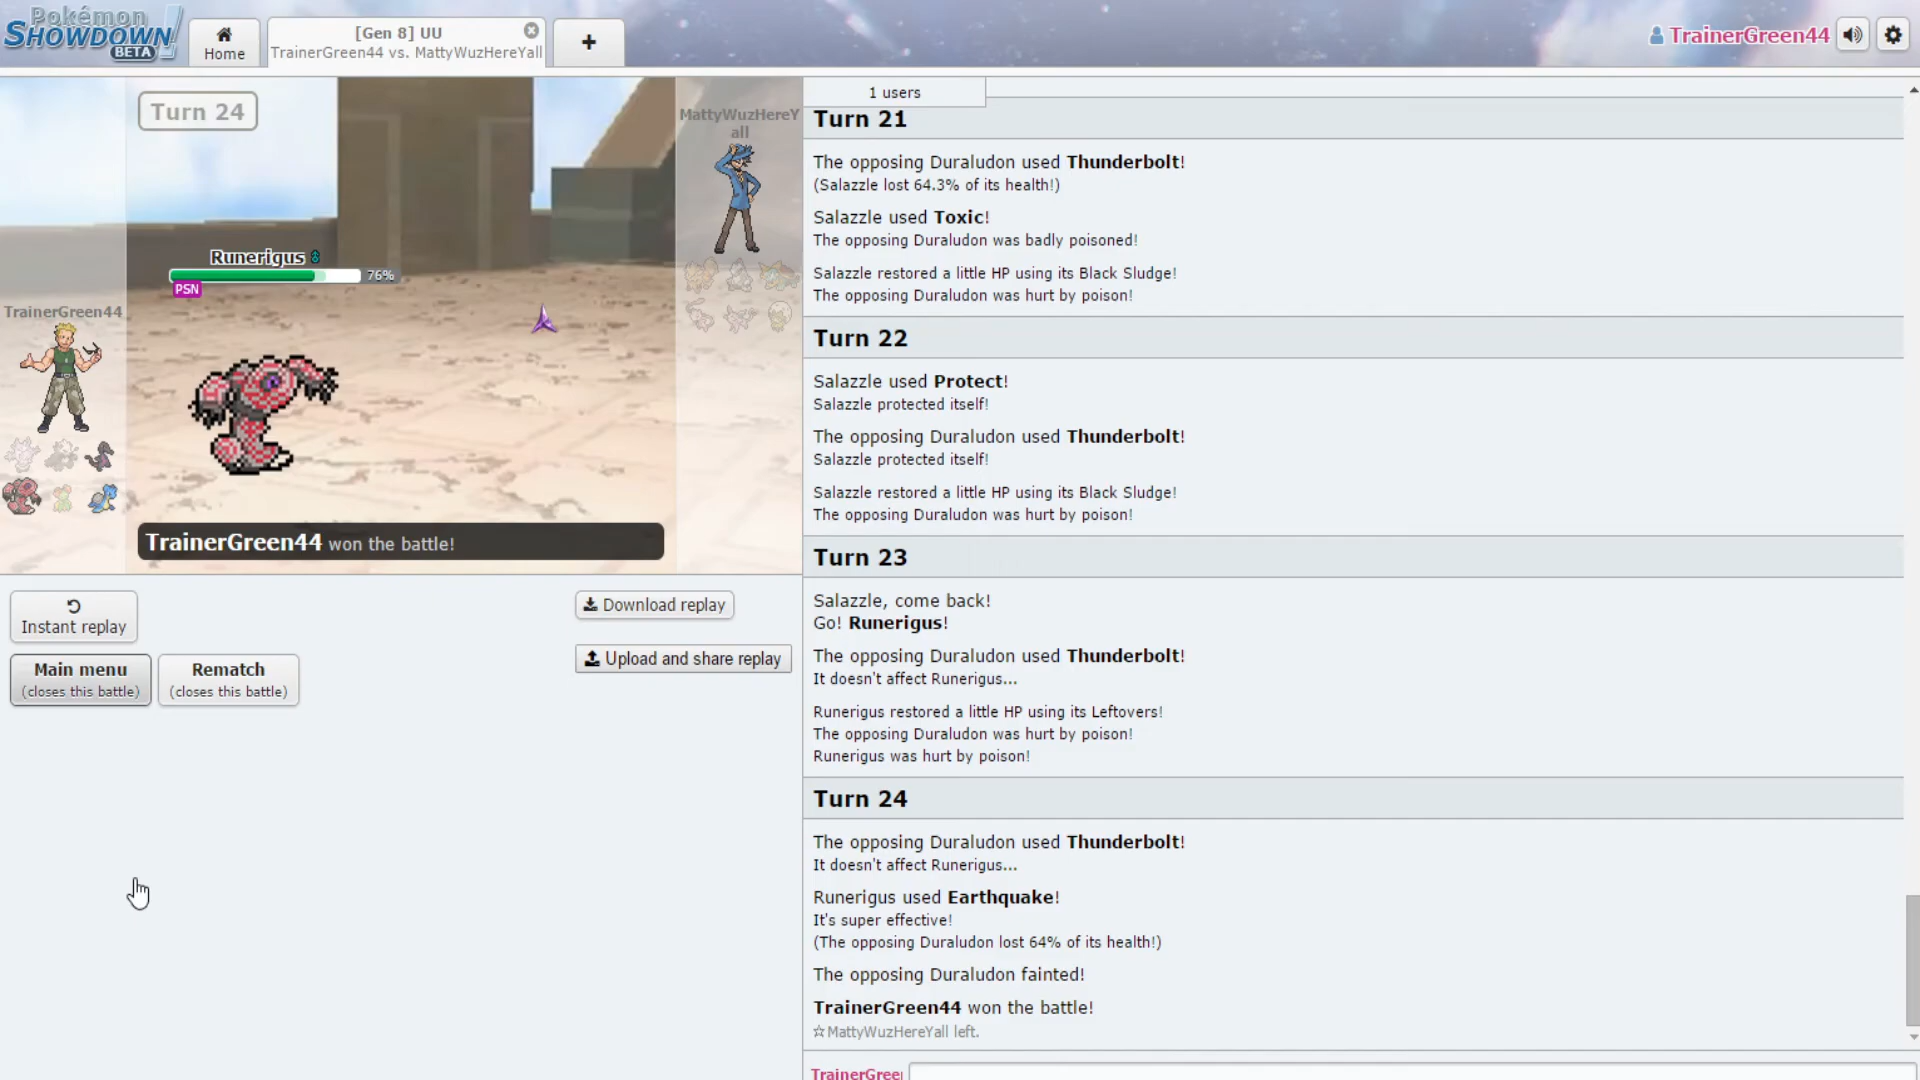 Pokémon
SHOWDOWN!
BETA
Home
[Gen 8] UU
TrainerGreen44 vs. MattyWuzHereYall
+
TrainerGreen44
Turn 24
MattyWuzHereY
all
Runerigus
76%
PSN
TrainerGreen44
TrainerGreen44 won the battle!
Instant replay
Download replay
Upload and share replay
Main menu
(closes this battle)
Rematch
(closes this battle)
1 users
Turn 21
The opposing Duraludon used Thunderbolt!
(Salazzle lost 64.3% of its health!)
Salazzle used Toxic!
The opposing Duraludon was badly poisoned!
Salazzle restored a little HP using its Black Sludge!
The opposing Duraludon was hurt by poison!
Turn 22
Salazzle used Protect!
Salazzle protected itself!
The opposing Duraludon used Thunderbolt!
Salazzle protected itself!
Salazzle restored a little HP using its Black Sludge!
The opposing Duraludon was hurt by poison!
Turn 23
Salazzle, come back!
Go! Runerigus!
The opposing Duraludon used Thunderbolt!
It doesn't affect Runerigus...
Runerigus restored a little HP using its Leftovers!
The opposing Duraludon was hurt by poison!
Runerigus was hurt by poison!
Turn 24
The opposing Duraludon used Thunderbolt!
It doesn't affect Runerigus...
Runerigus used Earthquake!
It's super effective!
(The opposing Duraludon lost 64% of its health!)
The opposing Duraludon fainted!
TrainerGreen44 won the battle!
☆MattyWuzHereYall left.
TrainerGree